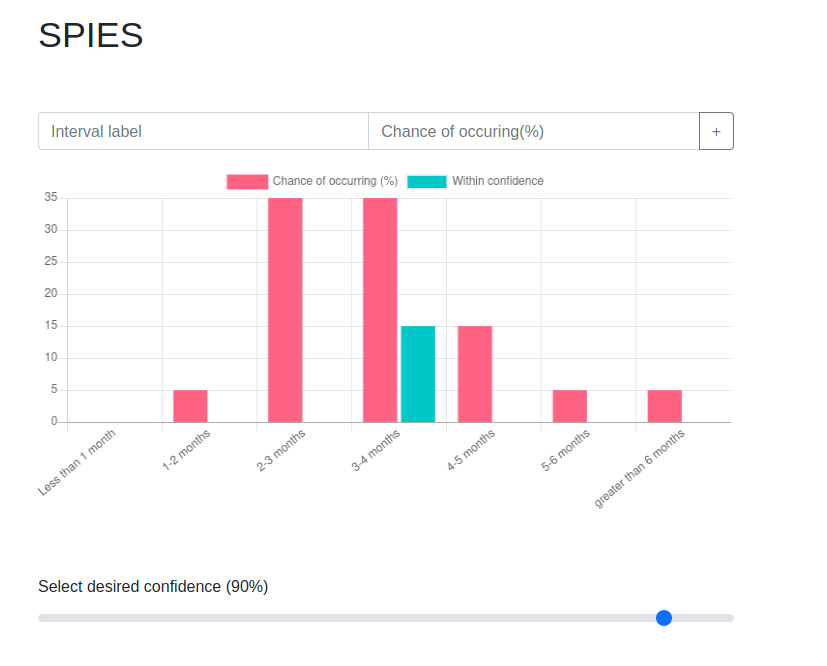 SPIES
Interval label
Chance of occuring(%)
+
Chance of occurring (%)
Within confidence
35
30
25
20
15
10
5
0
Less than 1 month
1-2 months
2-3 months
3-4 months
4-5 months
5-6 months
greater than 6 months
Select desired confidence (90%)